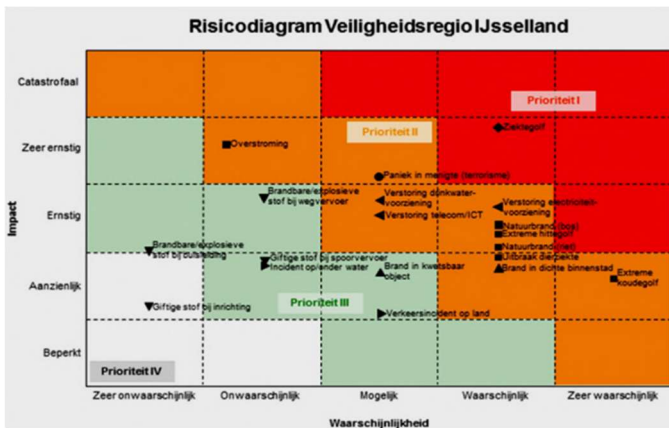 Risicodiagram Veiligheidsregio IJsselland
Catastrofaal
Prioriteit I
Ziektegolf
Prioriteit II
Zeer ernstig
Overstroming
Paniek in menigte (terrorisme)
Impact
Brandbare/explosieve
stof bij wegvervoer
Verstoring drinkwater-
voorziening
Verstoring electriciteit-
voorziening
Ernstig
Verstoring telecom/ICT
Natuurbrand (bos)
Extreme hittegolf
Brandbare/explosieve
stof bij buisleiding
Natuurbrand
Giftige stof bij spoorvervoer
Uitbraak dierziekte
Incident op/onder water
Brand in kwetsbaar
object
Brand in dichte binnenstad
Aanzienlijk
Extreme
koudegolf
Giftige stof bij inrichting
Prioriteit III
Verkeersincident op land
Beperkt
Prioriteit IV
Zeer onwaarschijnlijk
Onwaarschijnlijk
Mogelijk
Waarschijnlijk
Zeer waarschijnlijk
Waarschijnlijkheid